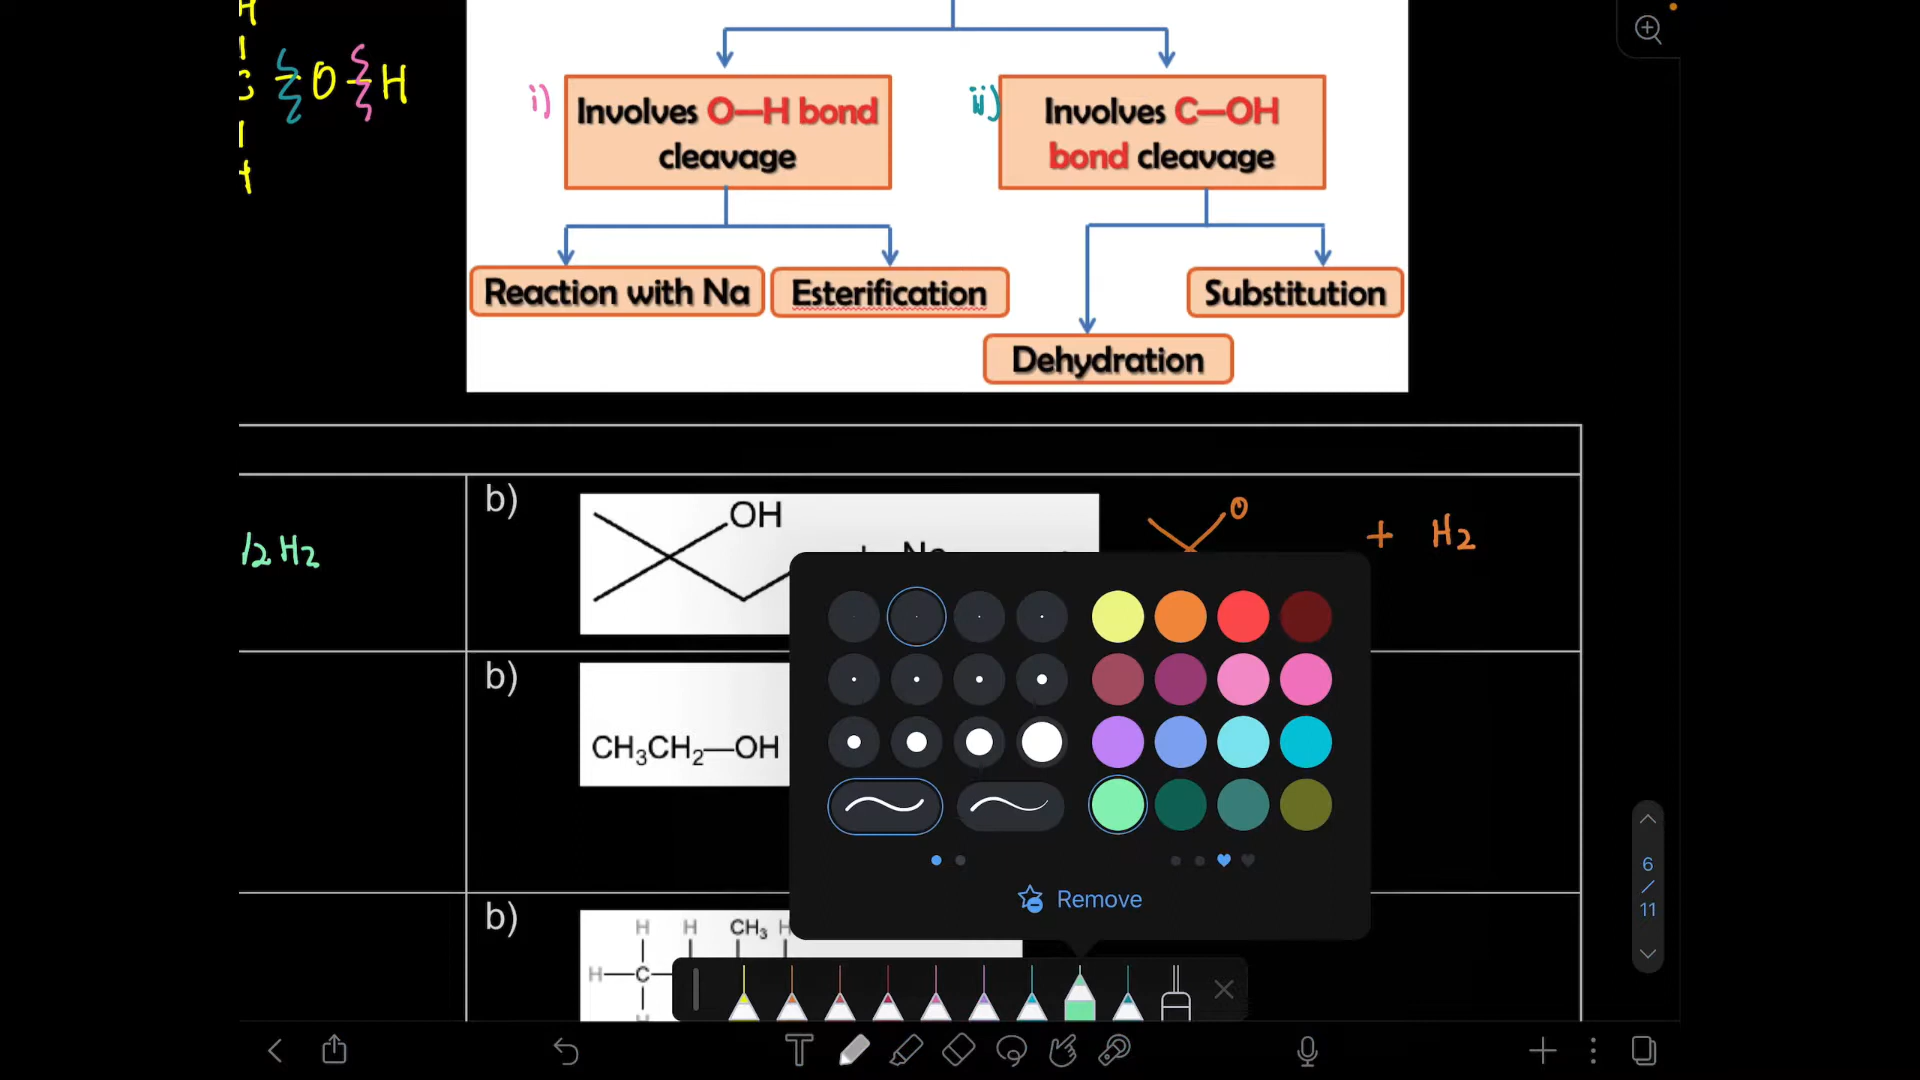 H
C
O H
H
i) Involves O—H bond cleavage
ii) Involves C—OH bond cleavage
Reaction with Na
Esterification
Substitution
Dehydration
b)
OH
O
+ H2
/2 H2
b)
CH3CH2—OH
b)
H H CH3 H
H—C
Remove
6
/
11